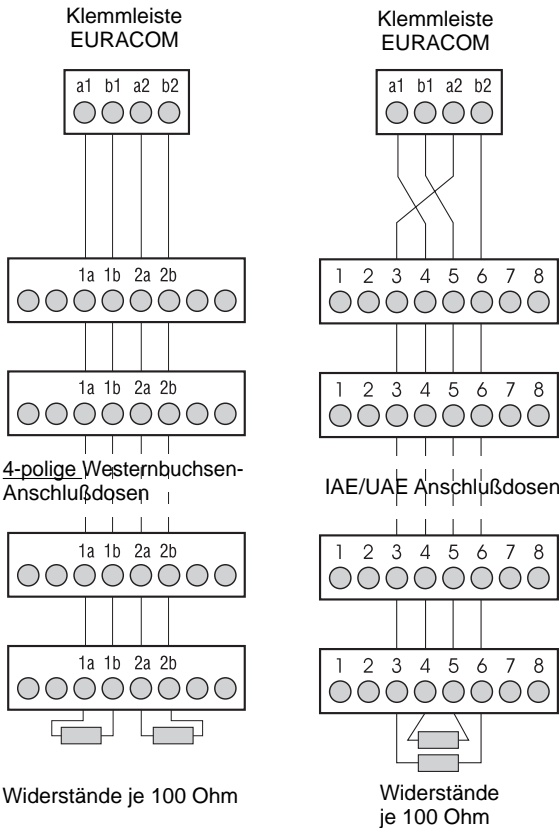 Klemmleiste
EURACOM
a1 b1 a2 b2
1a 1b 2a 2b
1a 1b 2a 2b
4-polige Westernbuchsen-
Anschlußdosen
1a 1b 2a 2b
1a 1b 2a 2b
Widerstände je 100 Ohm
Klemmleiste
EURACOM
a1 b1 a2 b2
1 2 3 4 5 6 7 8
1 2 3 4 5 6 7 8
IAE/UAE Anschlußdosen
1 2 3 4 5 6 7 8
1 2 3 4 5 6 7 8
Widerstände
je 100 Ohm